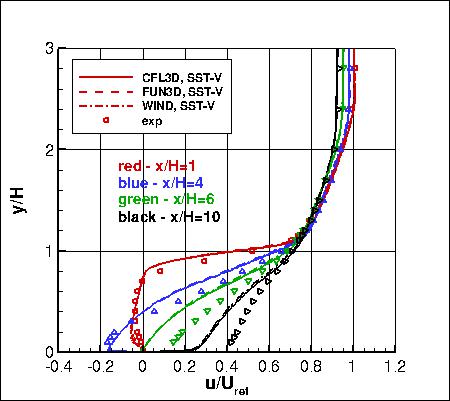 3
2
1
0
y/H
CFL3D, SST-V
FUN3D, SST-V
WIND, SST-V
exp
red - x/H=1
blue - x/H=4
green - x/H=6
black - x/H=10
-0.4 -0.2 0 0.2 0.4 0.6 0.8 1 1.2
u/Uref